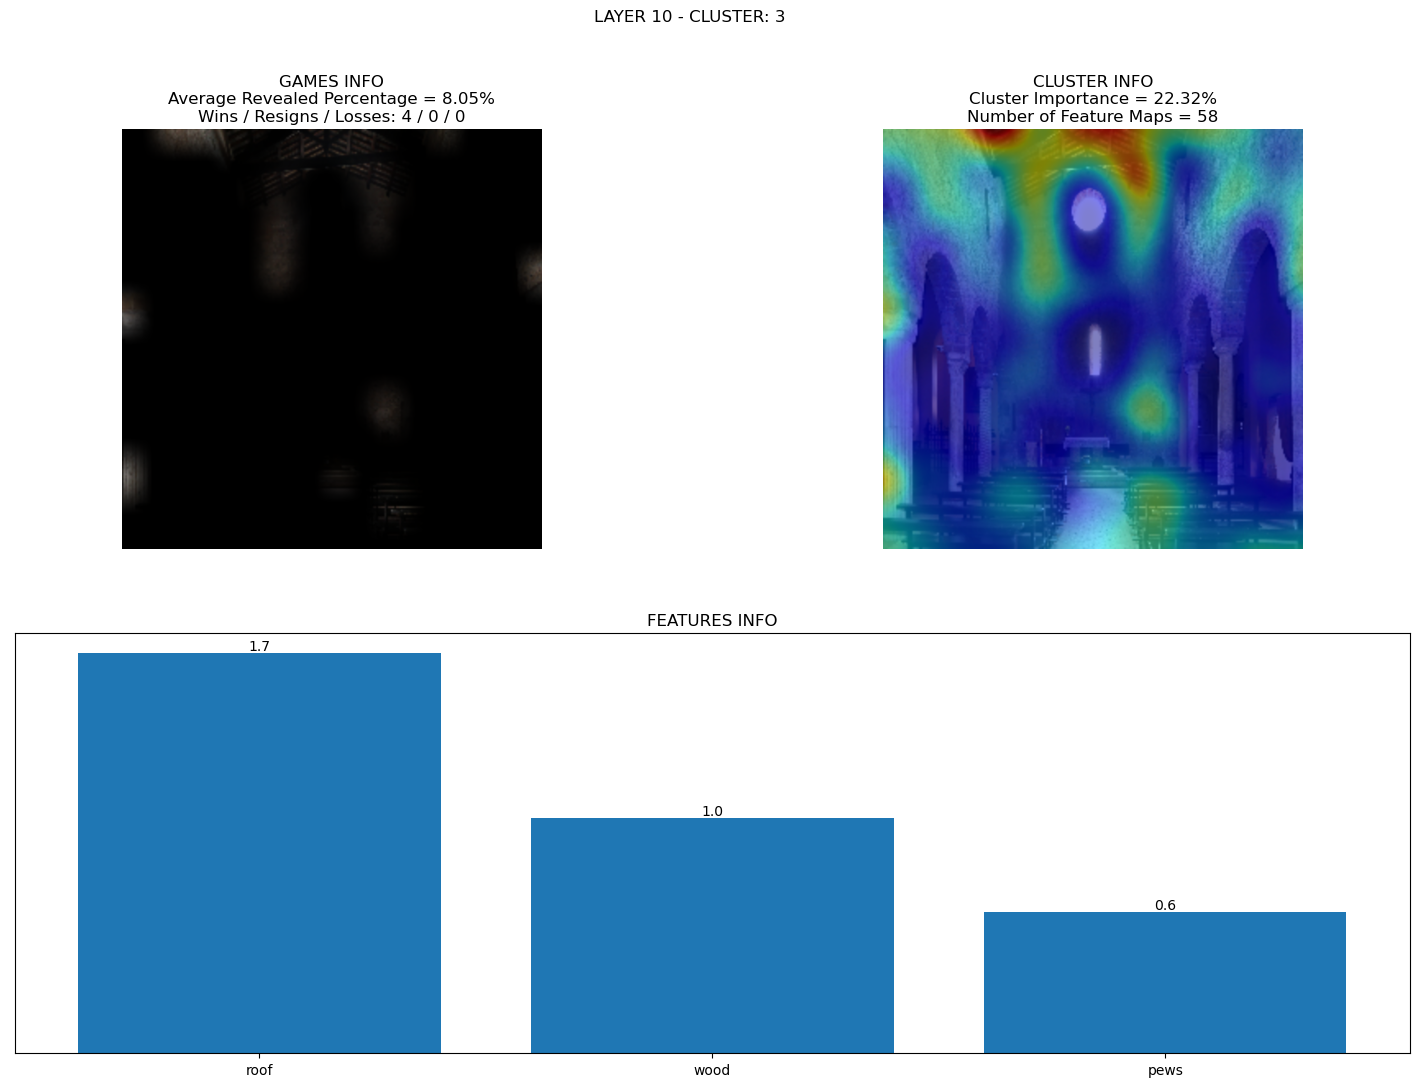 LAYER 10 - CLUSTER: 3
GAMES INFO
Average Revealed Percentage = 8.05%
Wins / Resigns / Losses: 4 / 0 / 0
CLUSTER INFO
Cluster Importance = 22.32%
Number of Feature Maps = 58
FEATURES INFO
1.7
1.0
0.6
roof
wood
pews